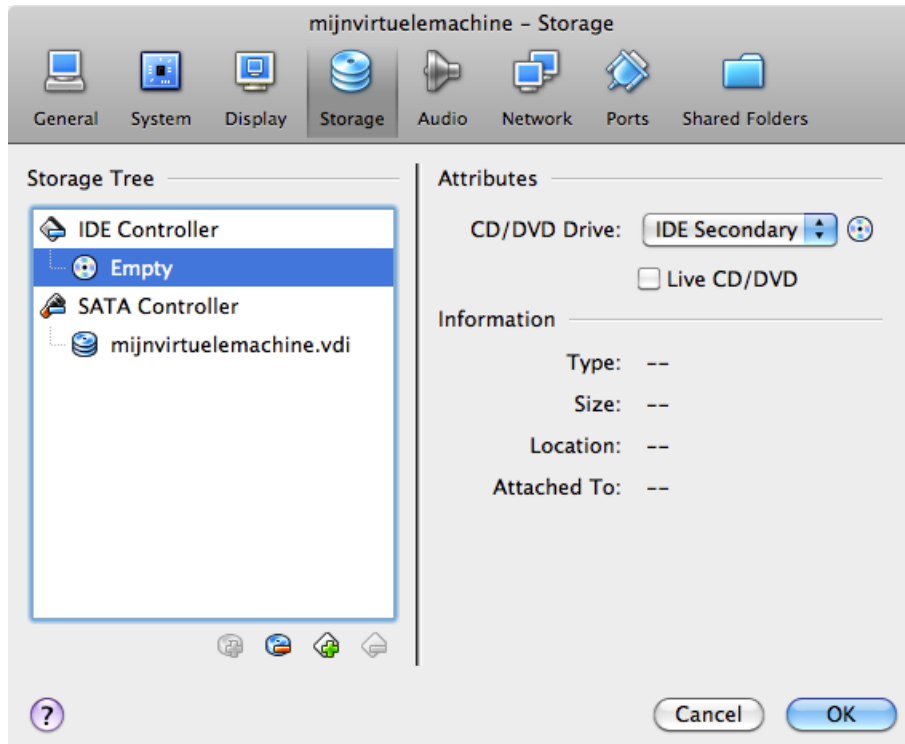 mijnvirtuelemachine – Storage
General System Display Storage Audio Network Ports Shared Folders
Storage Tree
IDE Controller
Empty
SATA Controller
mijnvirtuelemachine.vdi
Attributes
CD/DVD Drive: IDE Secondary
Live CD/DVD
Information
Type: --
Size: --
Location: --
Attached To: --
?
Cancel OK